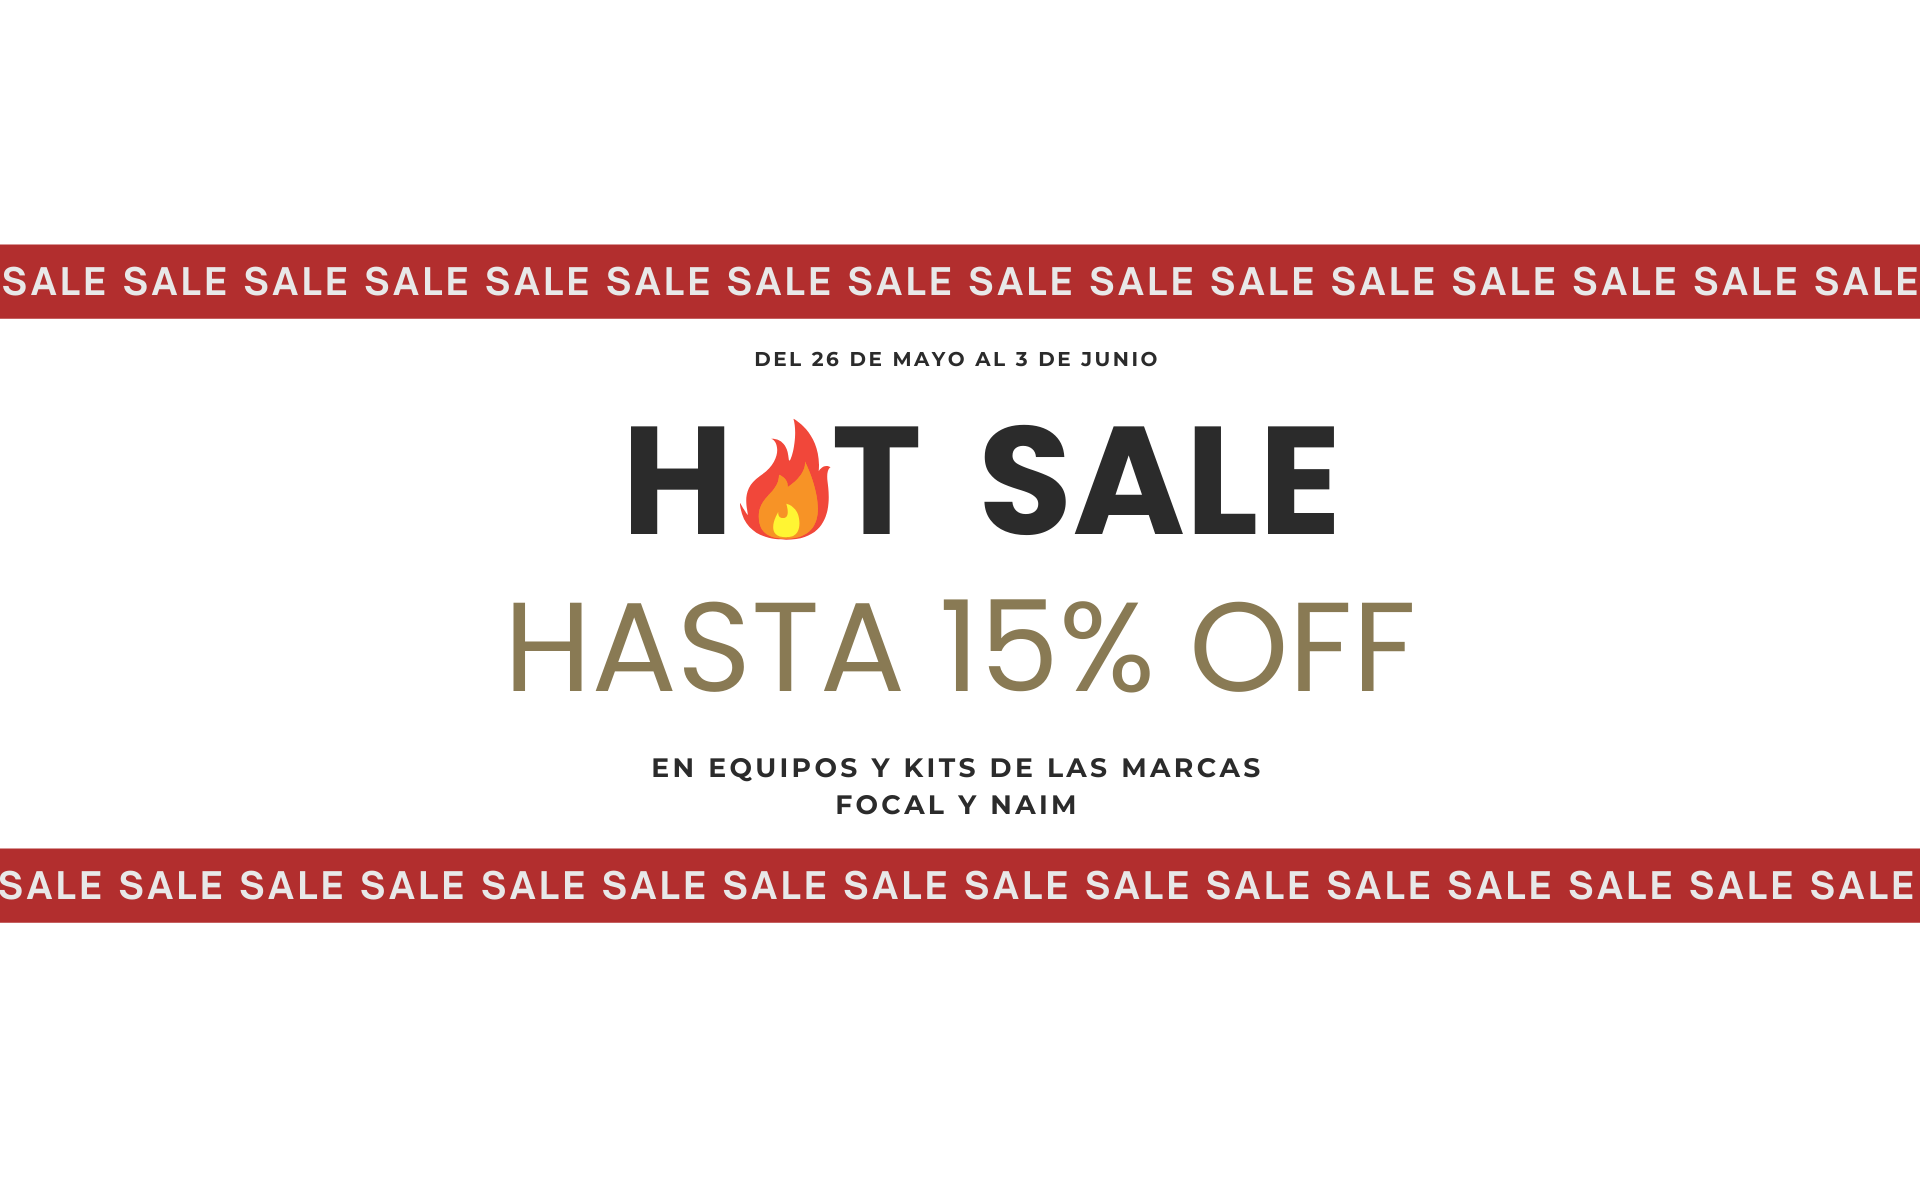 SALE SALE SALE SALE SALE SALE SALE SALE SALE SALE SALE SALE SALE SALE SALE SALE
DEL 26 DE MAYO AL 3 DE JUNIO
H🔥T SALE
HASTA 15% OFF
EN EQUIPOS Y KITS DE LAS MARCAS
FOCAL Y NAIM
SALE SALE SALE SALE SALE SALE SALE SALE SALE SALE SALE SALE SALE SALE SALE SALE